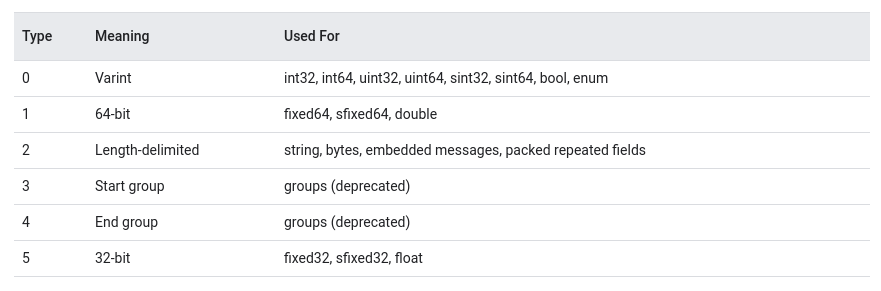 Type Meaning Used For
0 Varint int32, int64, uint32, uint64, sint32, sint64, bool, enum
1 64-bit fixed64, sfixed64, double
2 Length-delimited string, bytes, embedded messages, packed repeated fields
3 Start group groups (deprecated)
4 End group groups (deprecated)
5 32-bit fixed32, sfixed32, float